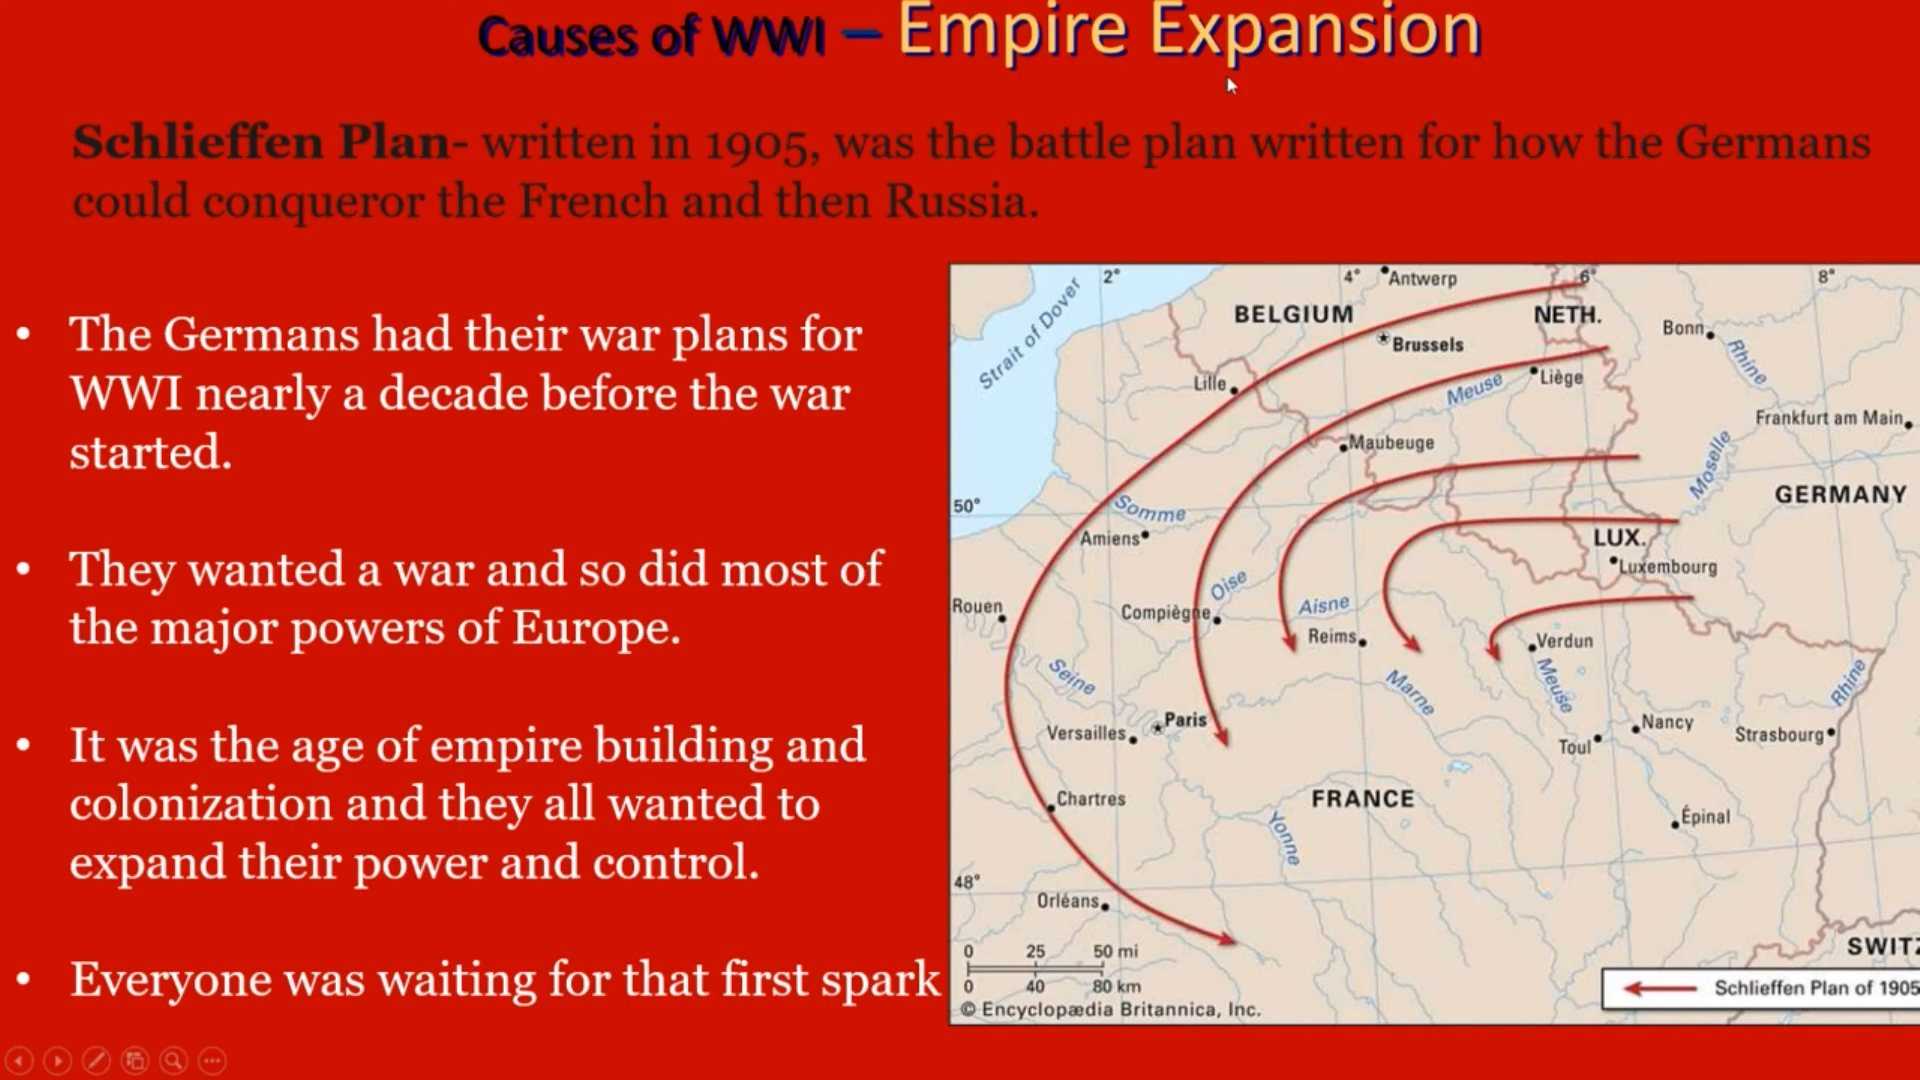 Causes of WWI – Empire Expansion
Schlieffen Plan- written in 1905, was the battle plan written for how the Germans
could conqueror the French and then Russia.
• The Germans had their war plans for
WWI nearly a decade before the war
started.
• They wanted a war and so did most of
the major powers of Europe.
• It was the age of empire building and
colonization and they all wanted to
expand their power and control.
• Everyone was waiting for that first spark
2°
4°
6°
8°
Antwerp
Strait of Dover
BELGIUM
NETH.
Bonn
Brussels
Rhine
Lille
Meuse
Liège
Frankfurt am Main
Maubeuge
Moselle
50°
Somme
GERMANY
Amiens
LUX.
Luxembourg
Oise
Rouen
Compiègne
Aisne
Reims
Verdun
Seine
Marne
Meuse
Rhine
Versailles
Paris
Nancy
Toul
Strasbourg
Chartres
FRANCE
Yonne
Épinal
48°
Orléans
SWITZ
0 25 50 mi
0 40 80 km
Schlieffen Plan of 1905
© Encyclopædia Britannica, Inc.